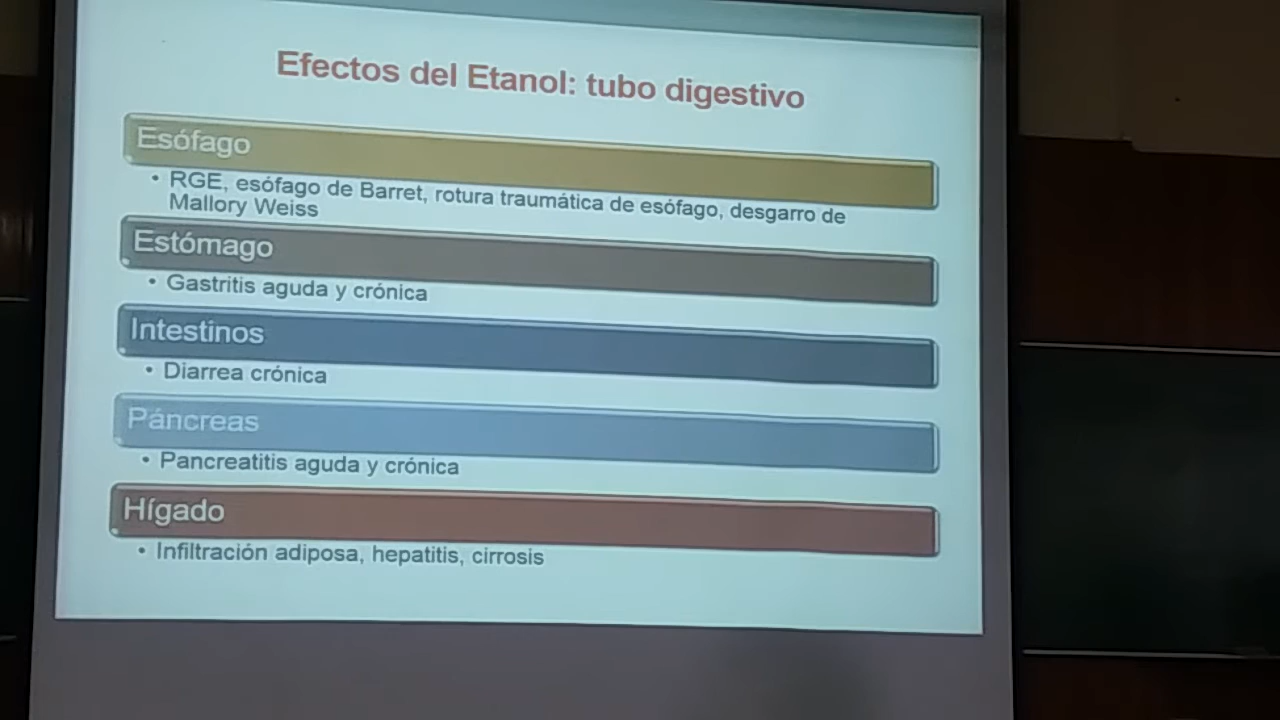 Efectos del Etanol: tubo digestivo
Esófago
• RGE, esófago de Barret, rotura traumática de esófago, desgarro de
Mallory Weiss
Estómago
• Gastritis aguda y crónica
Intestinos
• Diarrea crónica
Páncreas
• Pancreatitis aguda y crónica
Hígado
• Infiltración adiposa, hepatitis, cirrosis